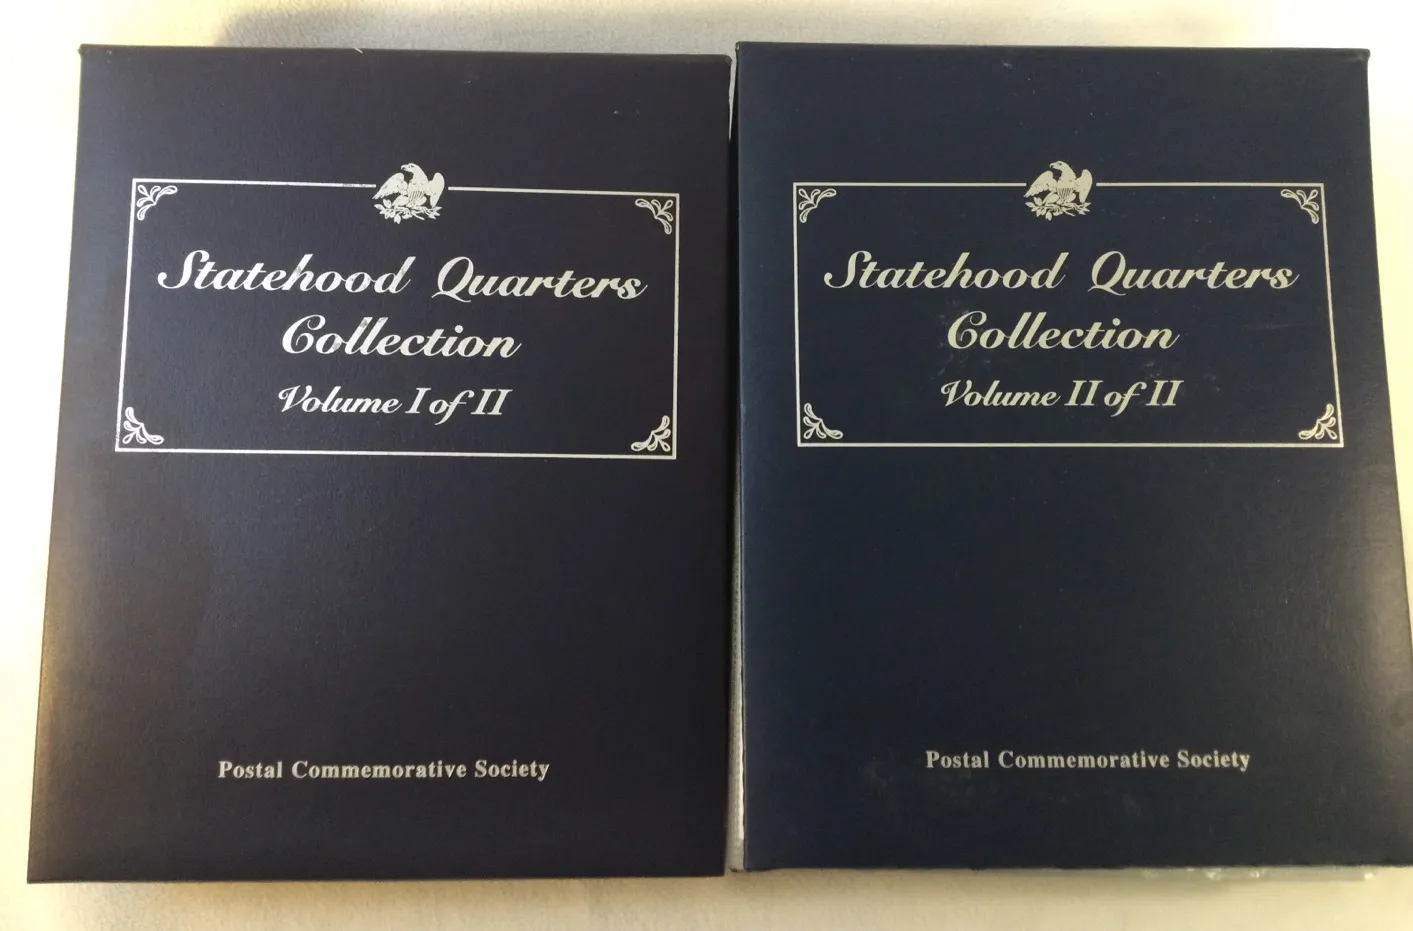 Statehood Quarters
Collection
Volume I of II
Postal Commemorative Society
Statehood Quarters
Collection
Volume II of II
Postal Commemorative Society